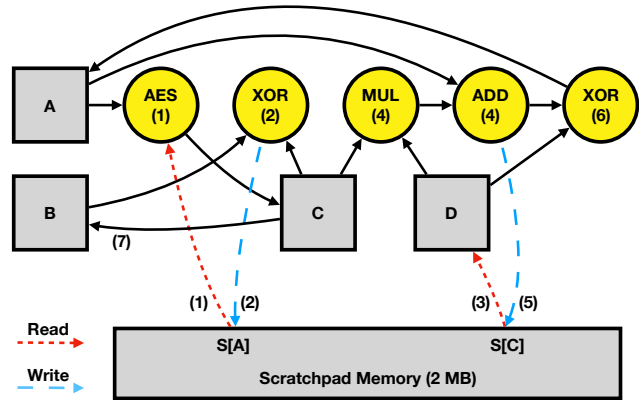 A
AES
(1)
XOR
(2)
MUL
(4)
ADD
(4)
XOR
(6)
B
C
D
(7)
(1)
(2)
(3)
(5)
Read
Write
S[A]
S[C]
Scratchpad Memory (2 MB)